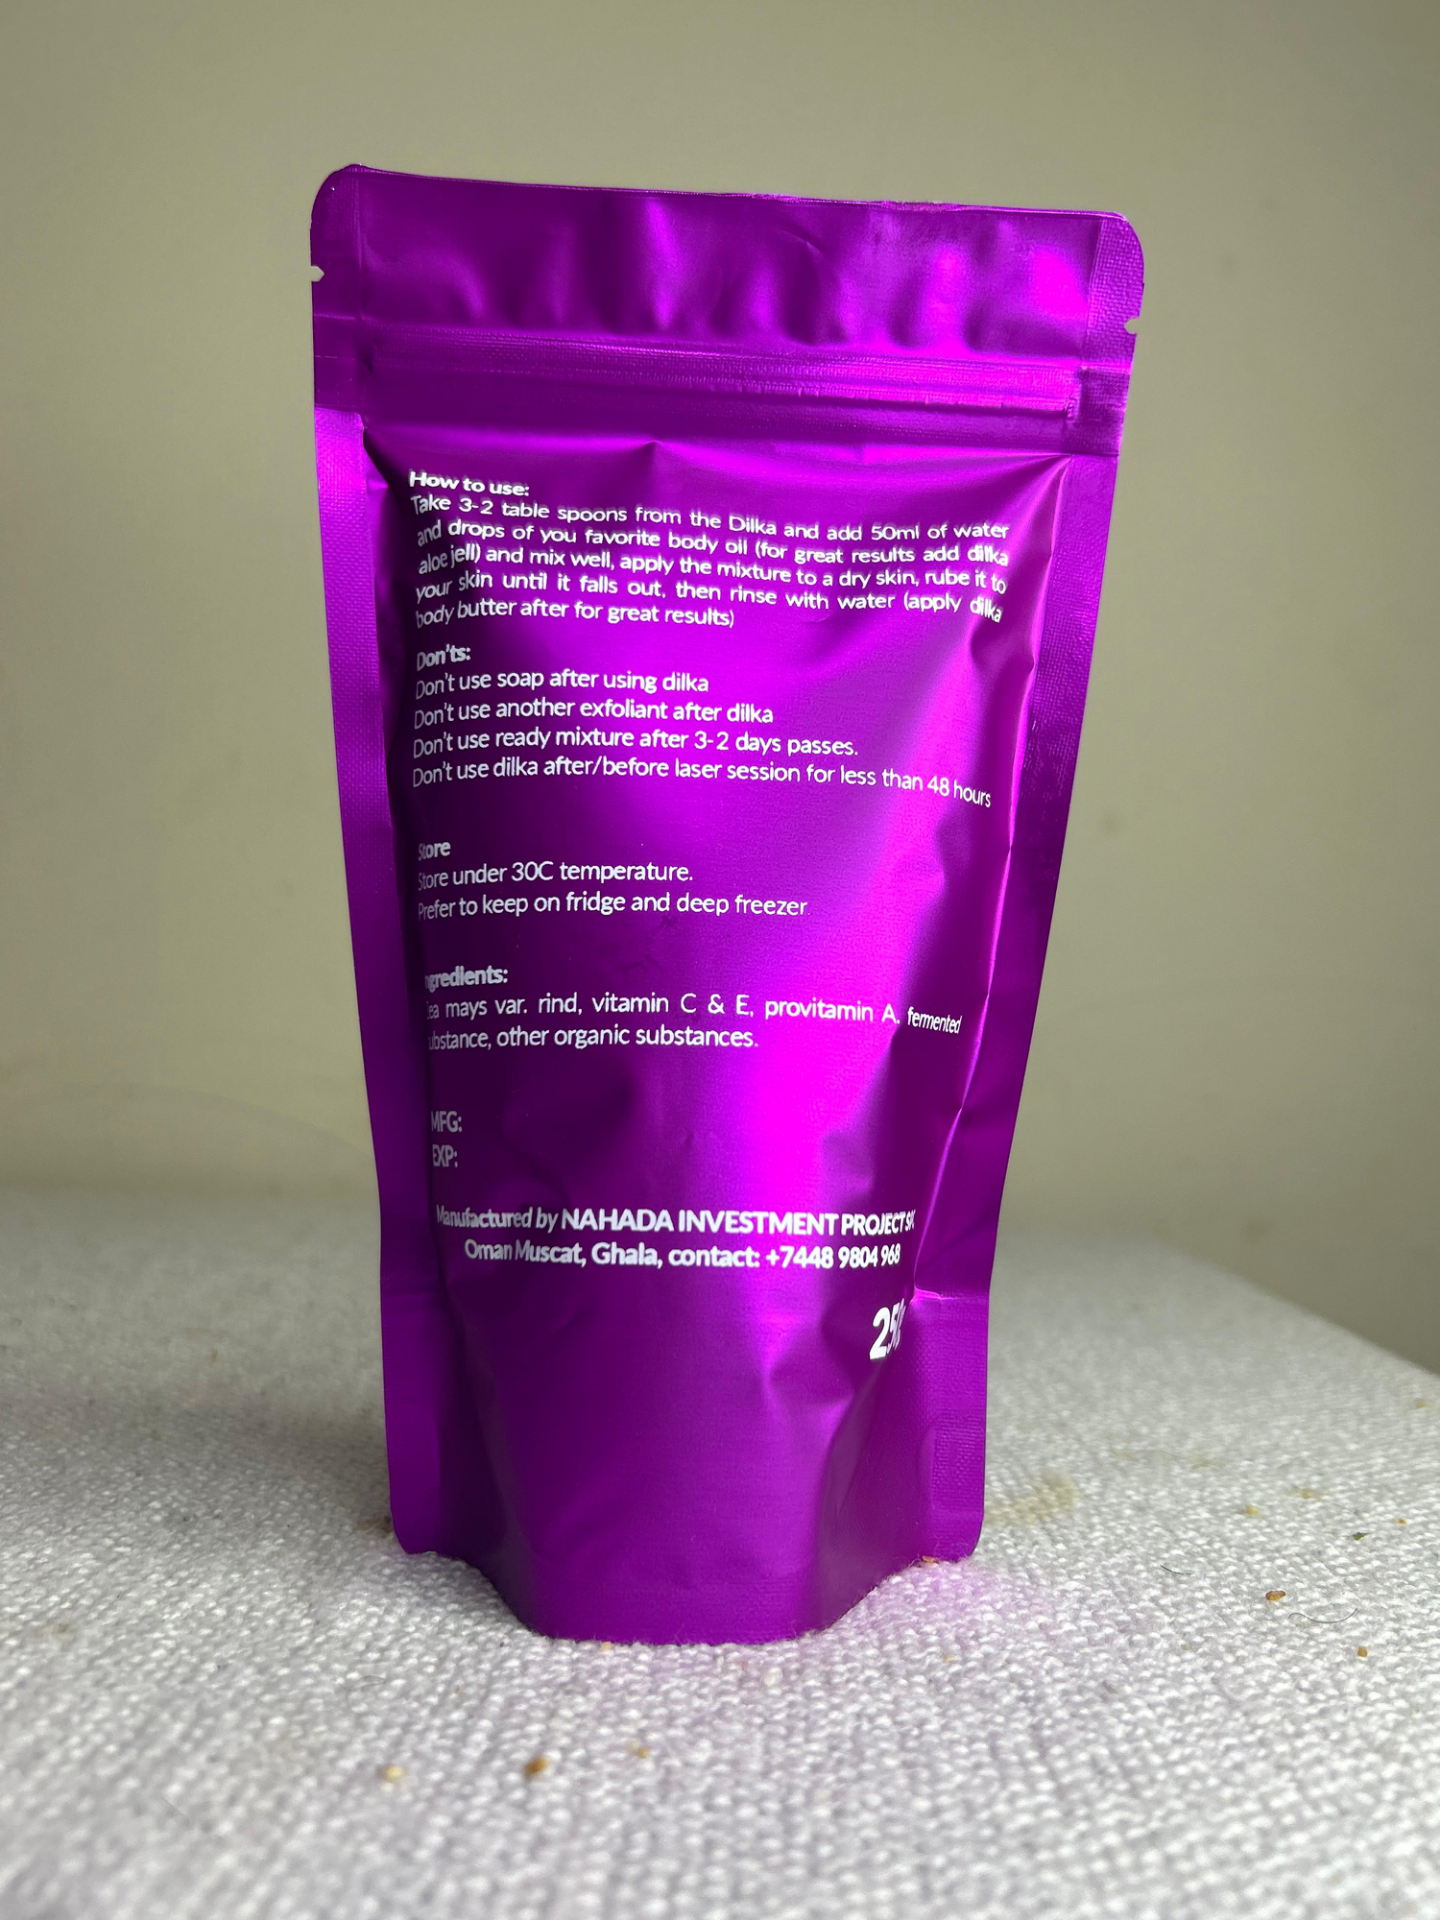 How to use:
Take 3-2 table spoons from the Dilka and add 50ml of water
and drops of you favorite body oil (for great results add dilka
aloe jell) and mix well, apply the mixture to a dry skin, rube it to
your skin until it falls out, then rinse with water (apply dilka
body butter after for great results)
Don'ts:
Don't use soap after using dilka
Don't use another exfoliant after dilka
Don't use ready mixture after 3-2 days passes.
Don't use dilka after/before laser session for less than 48 hours
Store
Store under 30C temperature.
Prefer to keep on fridge and deep freezer.
Ingredients:
mays var. rind, vitamin C & E, provitamin A. fermented
substance, other organic substances.
MFG:
EXP:
Manufactured by NAHADA INVESTMENT PROJECT
Oman Muscat, Ghala, contact: +7448 9804 968